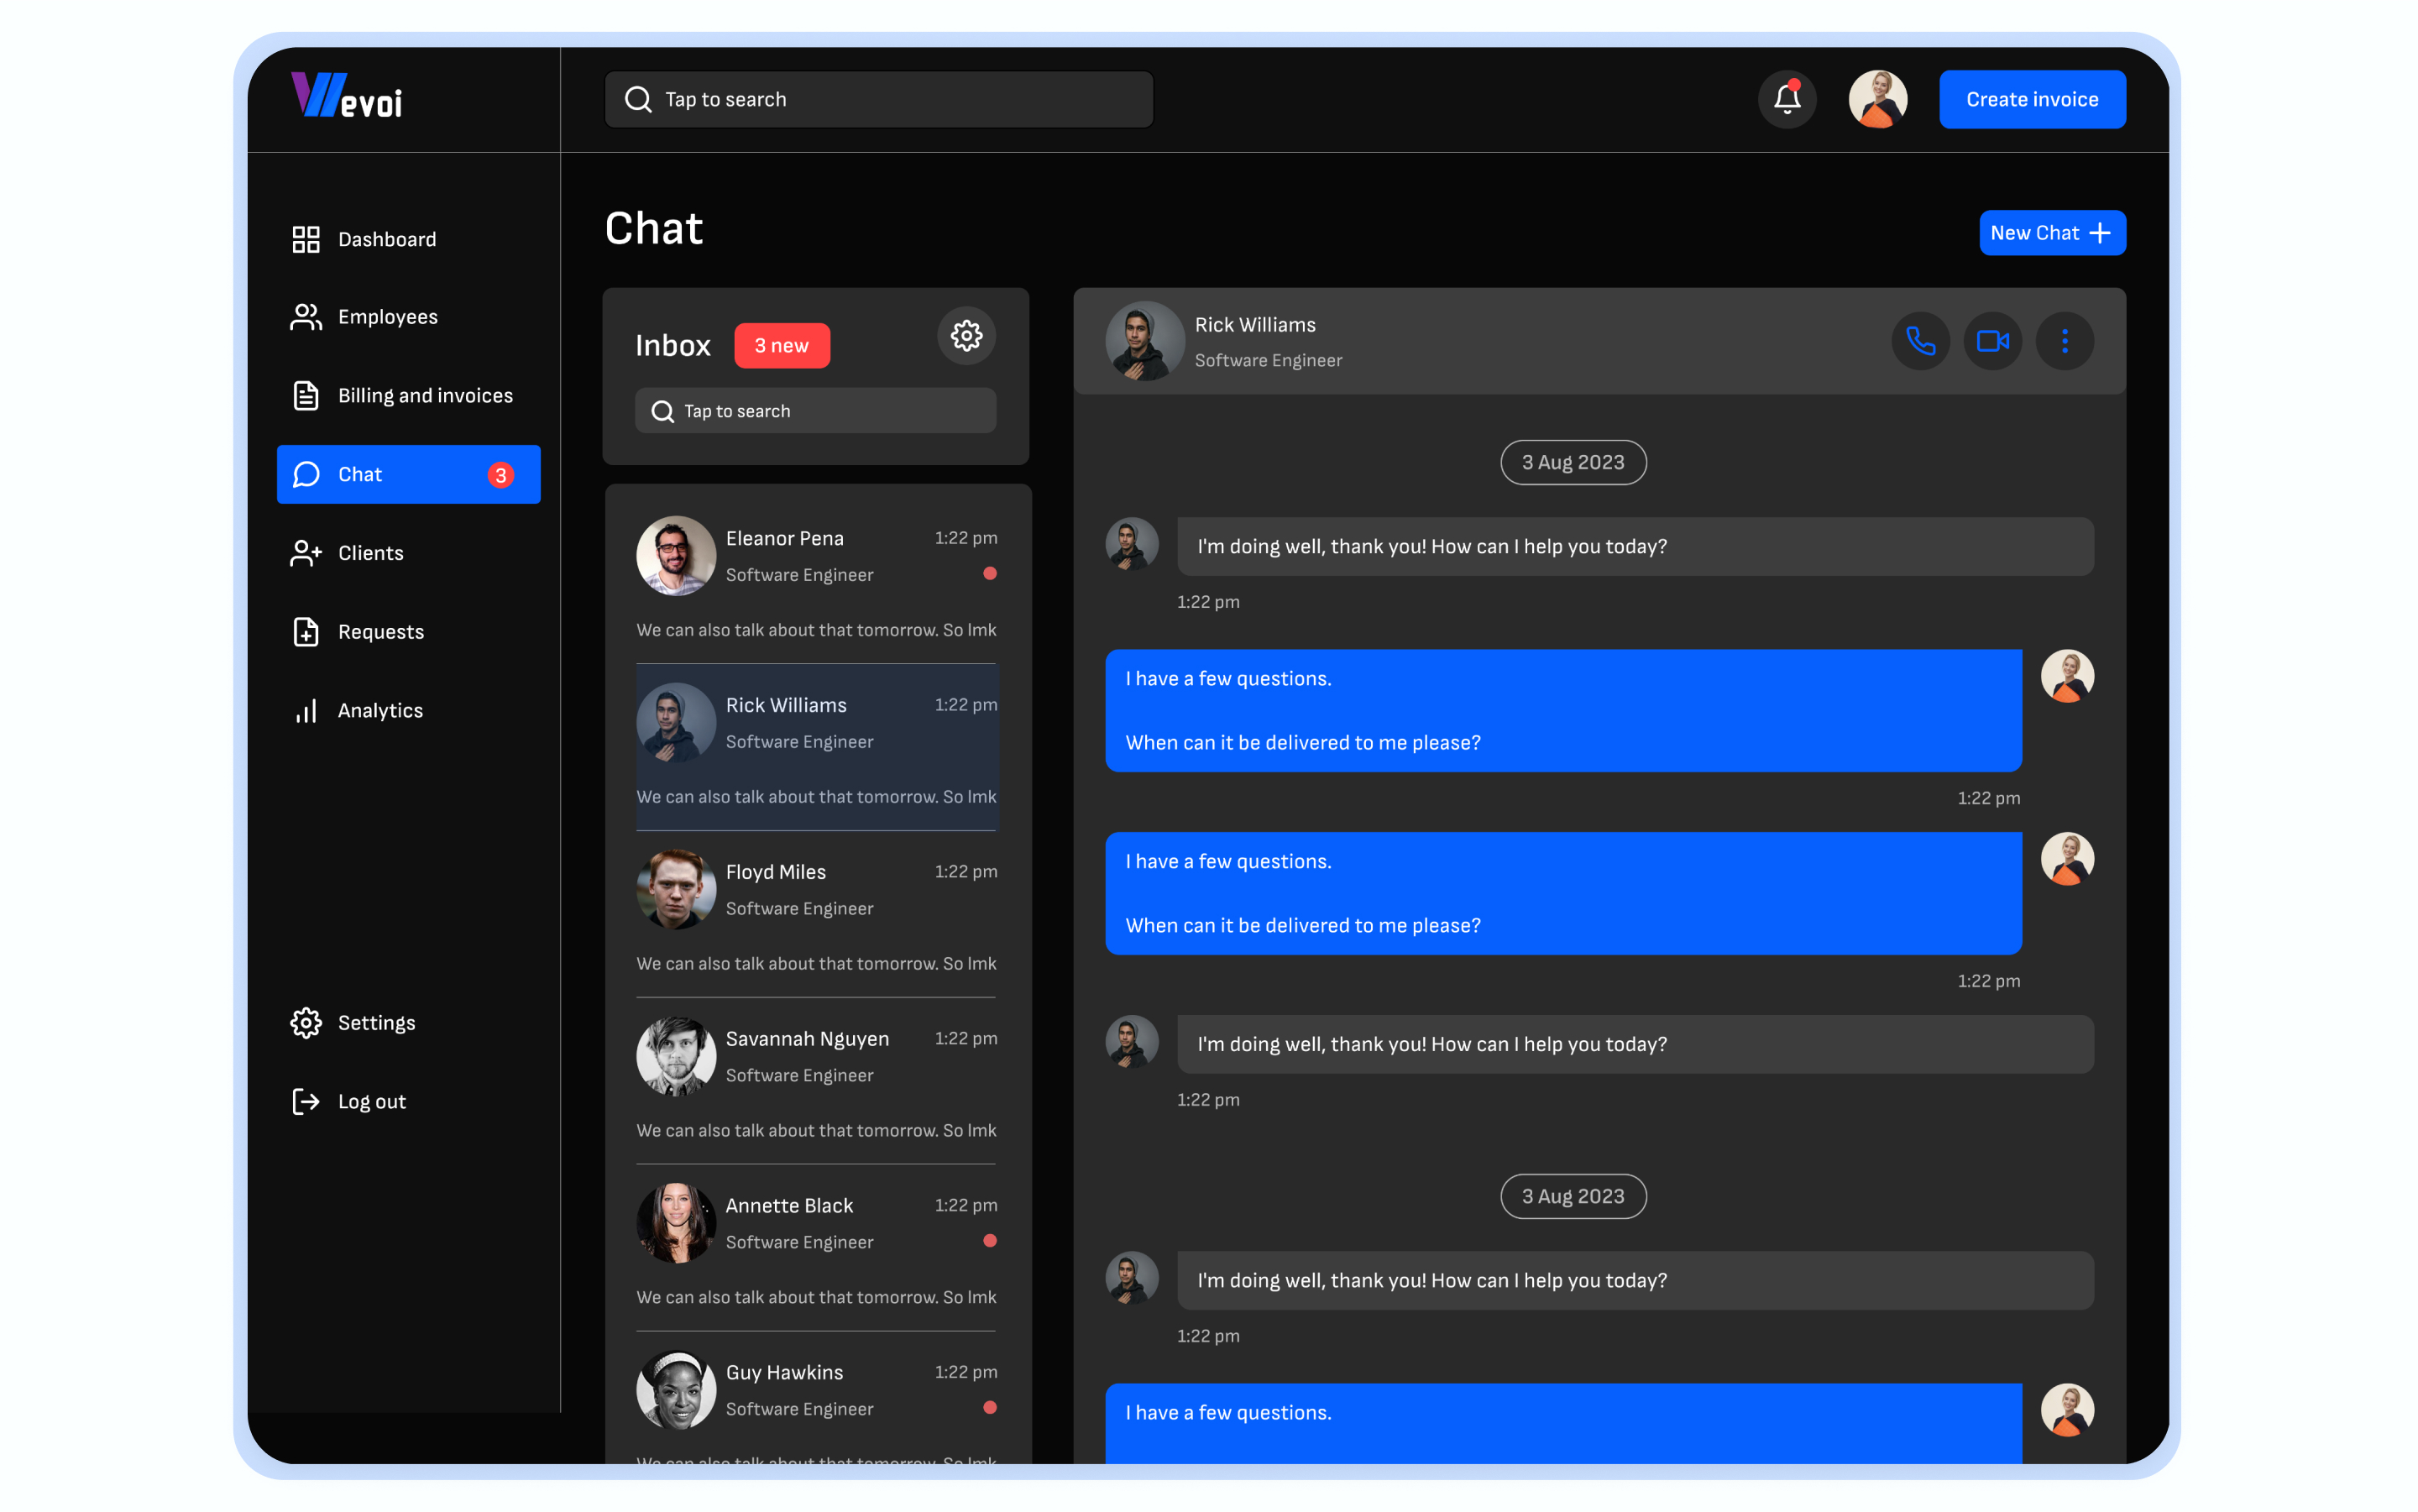 Wevoi
Tap to search
Create invoice
Dashboard
Employees
Billing and invoices
Chat 3
Clients
Requests
Analytics
Settings
Log out
Chat
New Chat
Inbox 3 new
Tap to search
Eleanor Pena 1:22 pm
Software Engineer
We can also talk about that tomorrow. So lmk
Rick Williams 1:22 pm
Software Engineer
We can also talk about that tomorrow. So lmk
Floyd Miles 1:22 pm
Software Engineer
We can also talk about that tomorrow. So lmk
Savannah Nguyen 1:22 pm
Software Engineer
We can also talk about that tomorrow. So lmk
Annette Black 1:22 pm
Software Engineer
We can also talk about that tomorrow. So lmk
Guy Hawkins 1:22 pm
Software Engineer
We can also talk about that tomorrow. So lmk
Rick Williams
Software Engineer
3 Aug 2023
I'm doing well, thank you! How can I help you today?
1:22 pm
I have a few questions.
When can it be delivered to me please?
1:22 pm
I have a few questions.
When can it be delivered to me please?
1:22 pm
I'm doing well, thank you! How can I help you today?
1:22 pm
3 Aug 2023
I'm doing well, thank you! How can I help you today?
1:22 pm
I have a few questions.